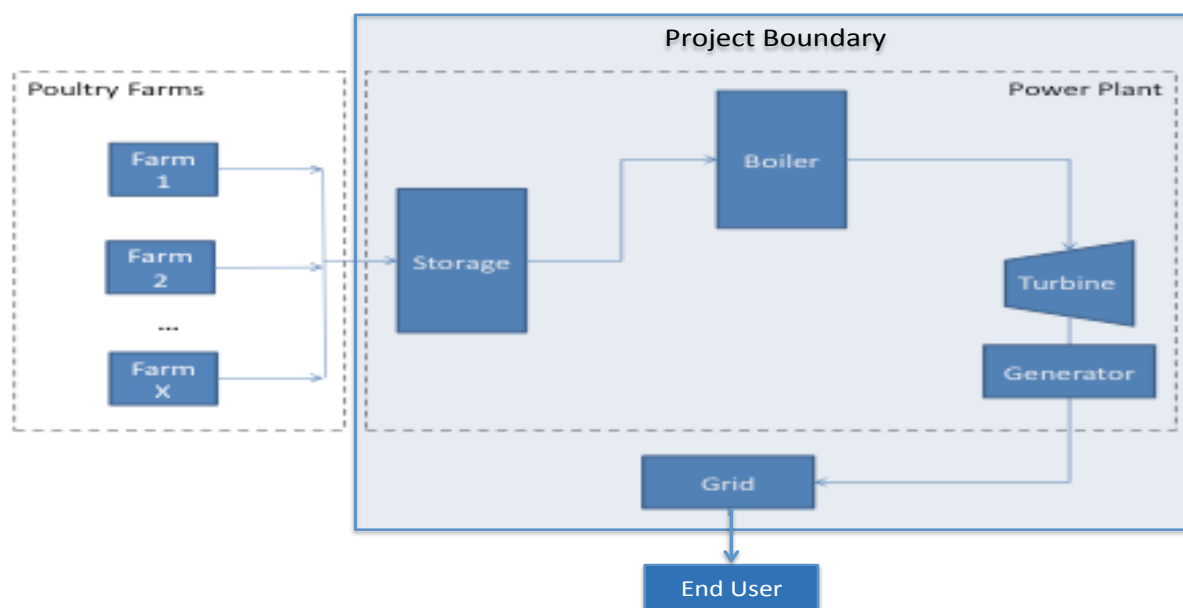 Project Boundary
Poultry Farms
Power Plant
Farm
1
Boiler
Farm
2
Storage
Turbine
...
Farm
X
Generator
Grid
End User